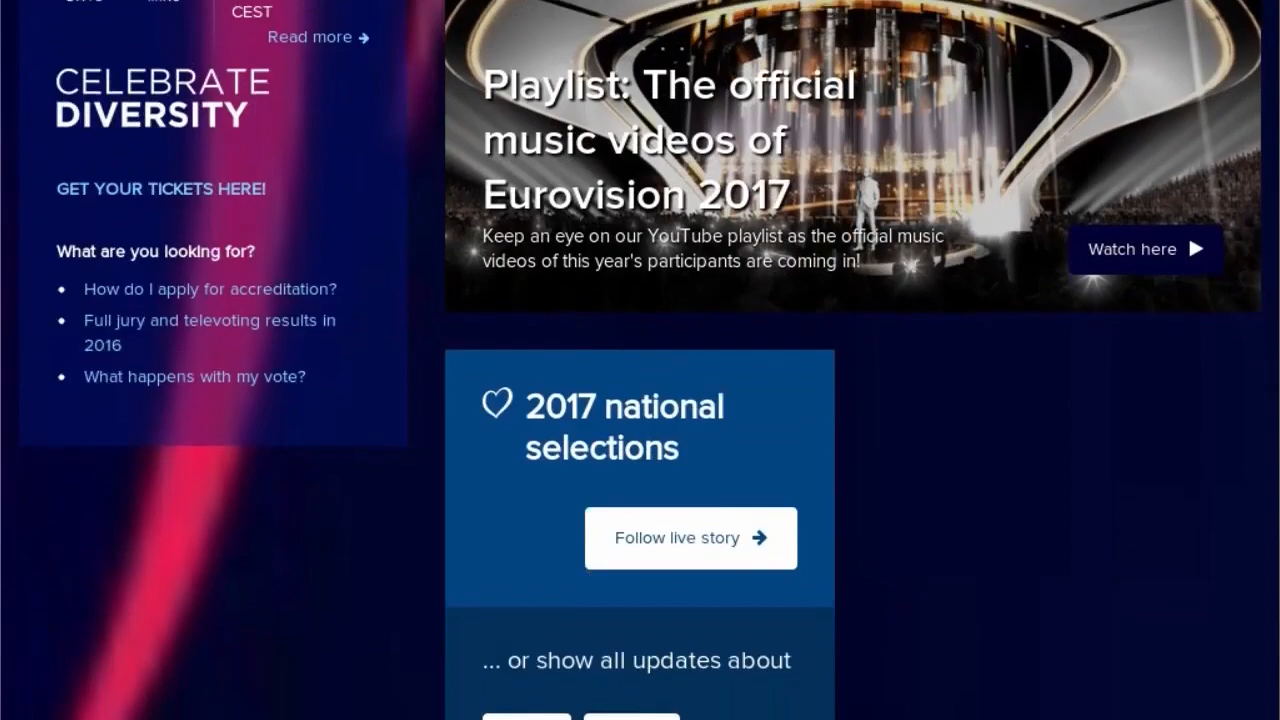 CEST
Read more
CELEBRATE
DIVERSITY
GET YOUR TICKETS HERE!
What are you looking for?
How do I apply for accreditation?
Full jury and televoting results in
2016
What happens with my vote?
Playlist: The official
music videos of
Eurovision 2017
Keep an eye on our YouTube playlist as the official music
videos of this year's participants are coming in!
Watch here
2017 national
selections
Follow live story
... or show all updates about